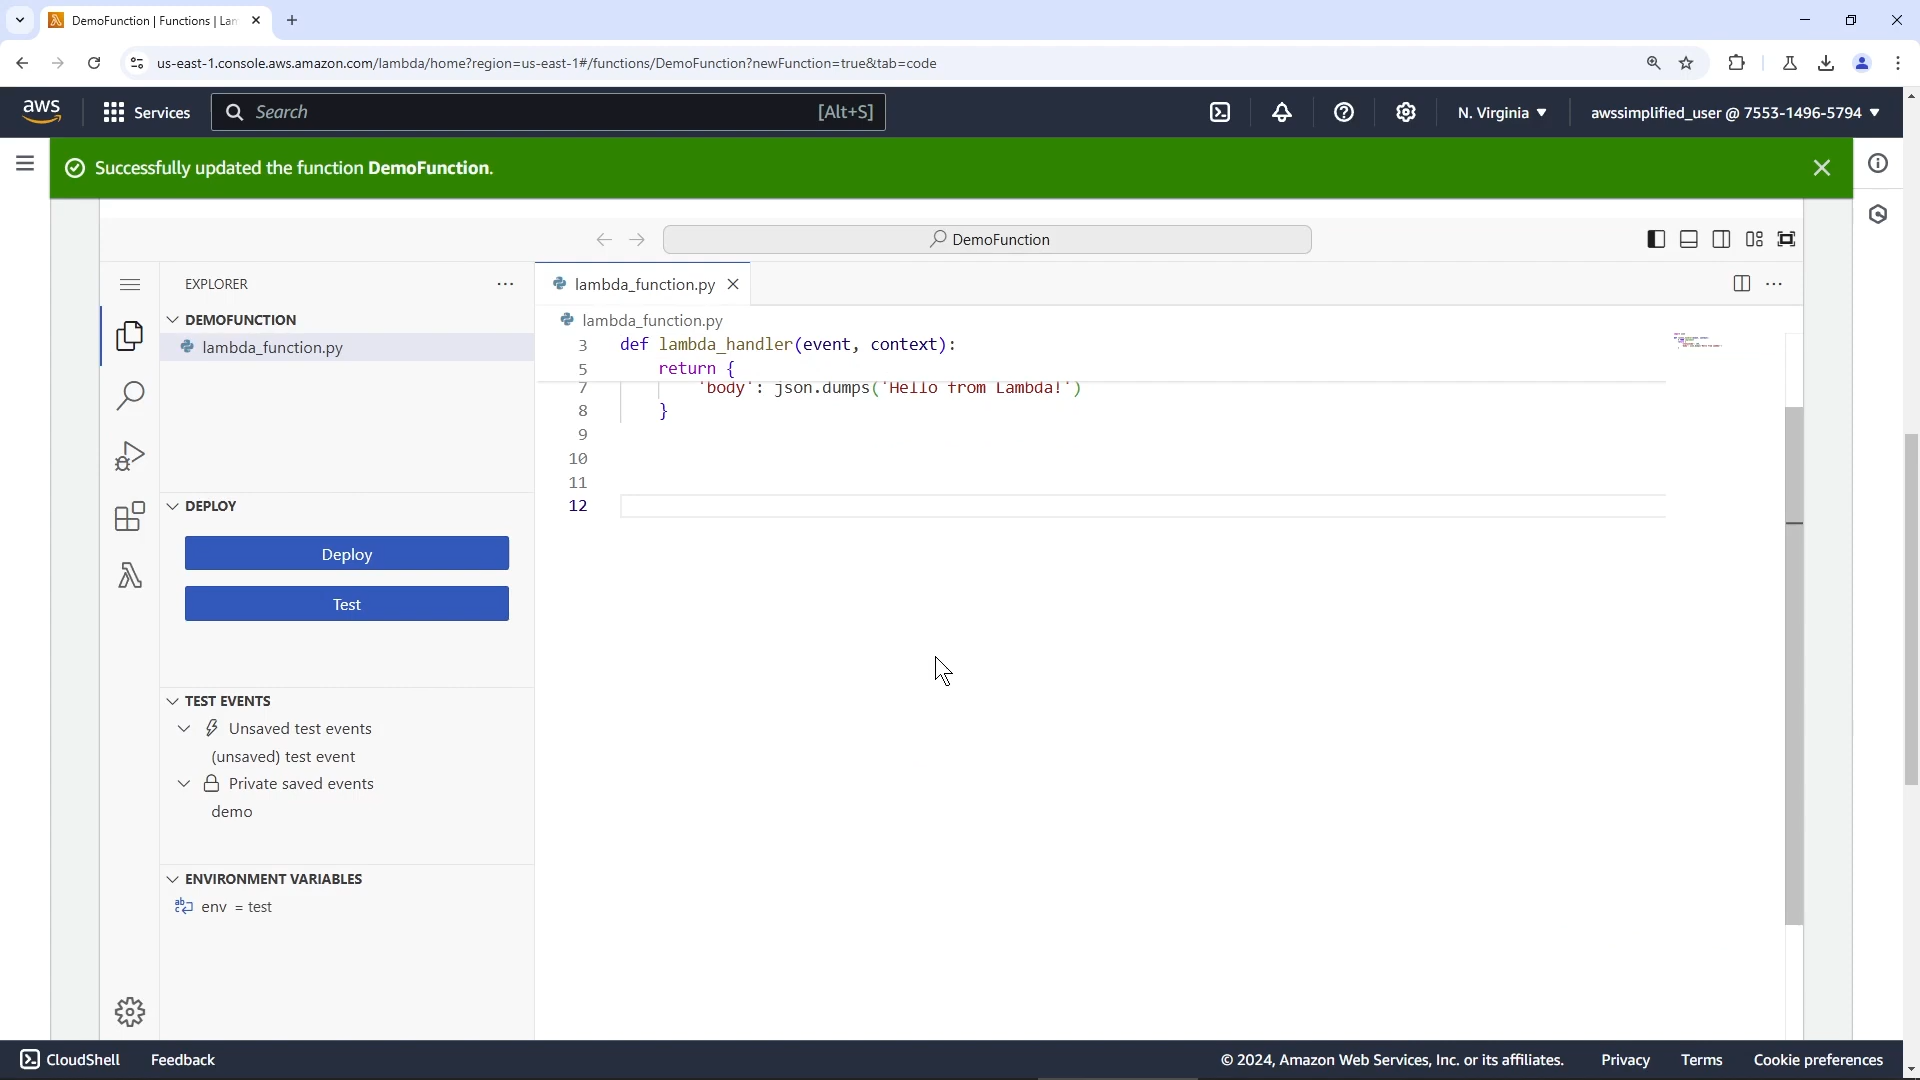 DemoFunction | Functions | Lam
us-east-1.console.aws.amazon.com/lambda/home?region=us-east-1#/functions/DemoFunction?newFunction=true&tab=code
aws
Services
Search
[Alt+S]
N. Virginia
awssimplified_user @ 7553-1496-5794
Successfully updated the function DemoFunction.
DemoFunction
EXPLORER
lambda_function.py
DEMOFUNCTION
lambda_function.py
lambda_function.py
3 def lambda_handler(event, context):
5 return {
7 'body': json.dumps('Hello from Lambda!')
8 }
9
10
11
12
DEPLOY
Deploy
Test
TEST EVENTS
Unsaved test events
(unsaved) test event
Private saved events
demo
ENVIRONMENT VARIABLES
env = test
CloudShell
Feedback
© 2024, Amazon Web Services, Inc. or its affiliates.
Privacy
Terms
Cookie preferences